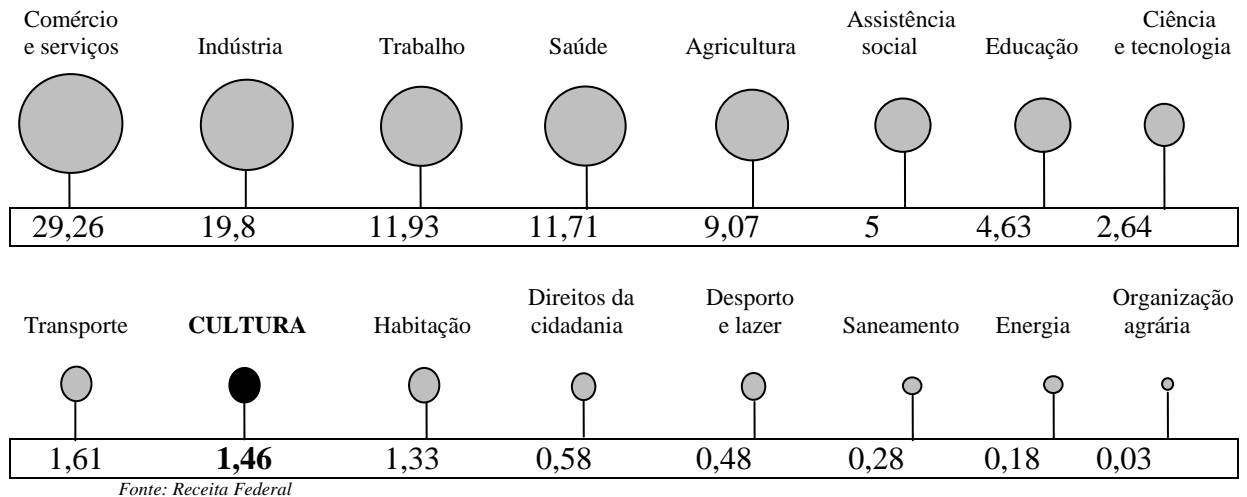 Comércio
e serviços
Indústria
Trabalho
Saúde
Agricultura
Assistência
social
Educação
Ciência
e tecnologia
29,26 19,8 11,93 11,71 9,07 5 4,63 2,64
Transporte
CULTURA
Habitação
Direitos da
cidadania
Desporto
e lazer
Saneamento
Energia
Organização
agrária
1,61 1,46 1,33 0,58 0,48 0,28 0,18 0,03
Fonte: Receita Federal